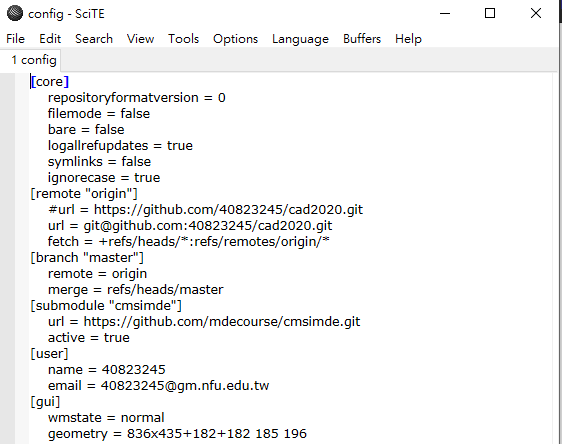 config - SciTE
File Edit Search View Tools Options Language Buffers Help
1 config
[core]
repositoryformatversion = 0
filemode = false
bare = false
logallrefupdates = true
symlinks = false
ignorecase = true
[remote "origin"]
#url = https://github.com/40823245/cad2020.git
url = git@github.com:40823245/cad2020.git
fetch = +refs/heads/*:refs/remotes/origin/*
[branch "master"]
remote = origin
merge = refs/heads/master
[submodule "cmsimde"]
url = https://github.com/mdecourse/cmsimde.git
active = true
[user]
name = 40823245
email = 40823245@gm.nfu.edu.tw
[gui]
wmstate = normal
geometry = 836x435+182+182 185 196